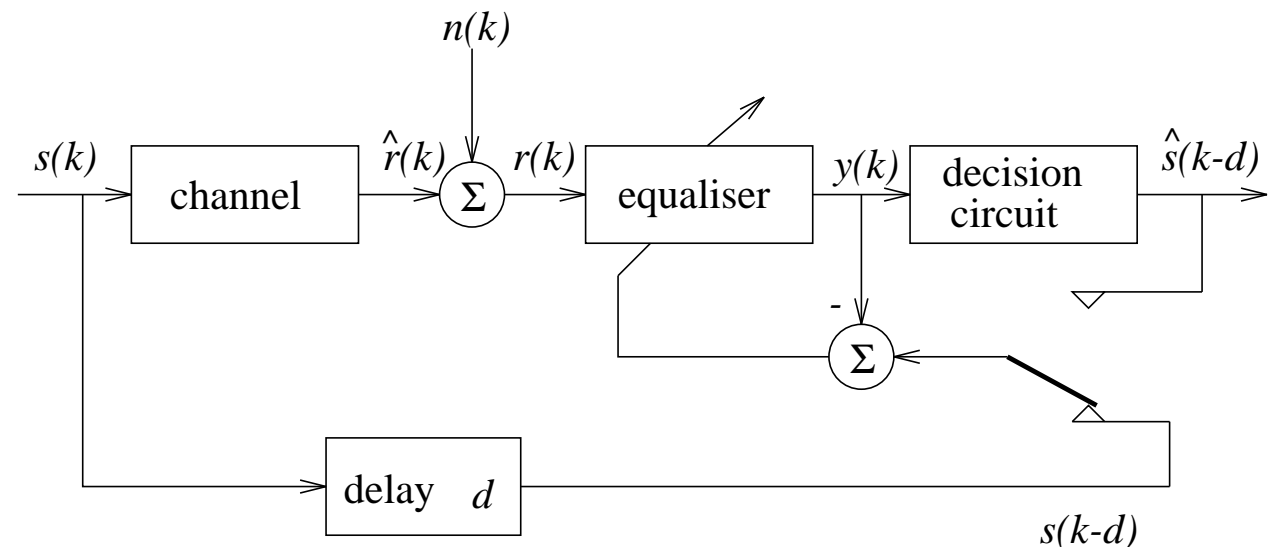 n(k)
s(k)
channel
r̂(k)
Σ
r(k)
equaliser
y(k)
decision
circuit
ŝ(k-d)
-
Σ
delay d
s(k-d)